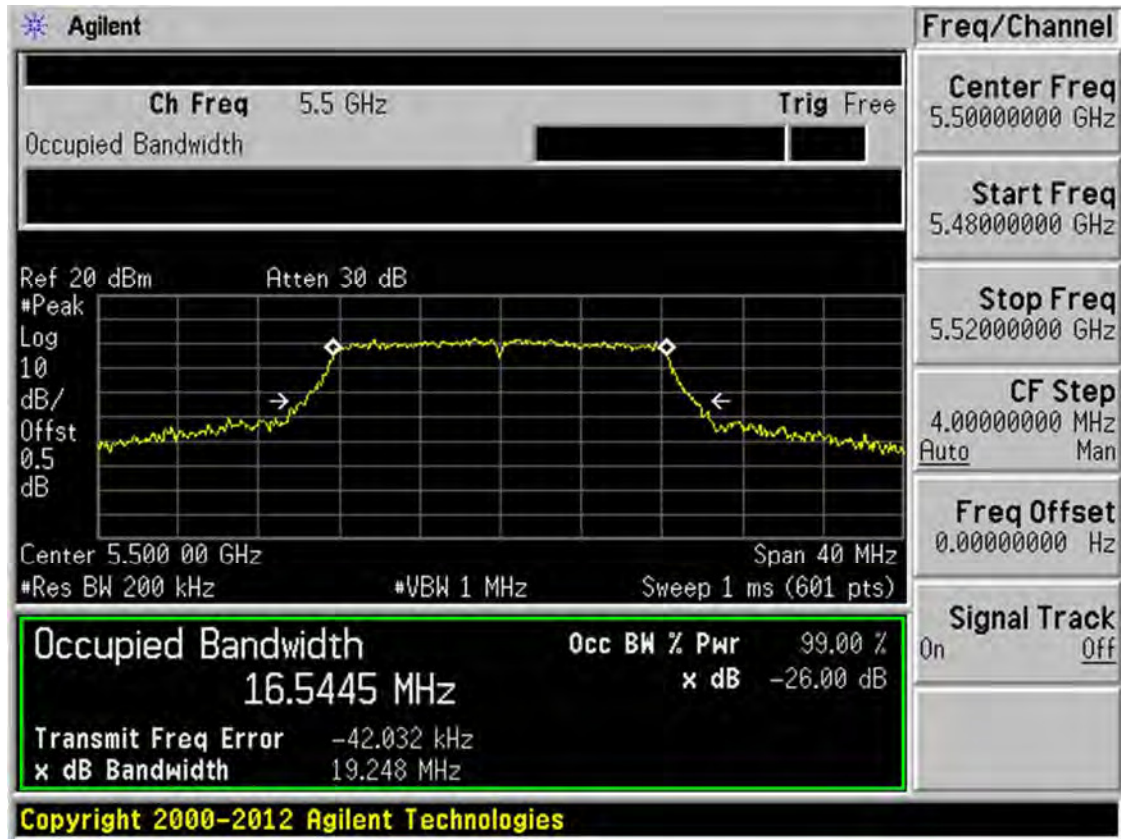 Agilent
Freq/Channel
Ch Freq 5.5 GHz Trig Free
Occupied Bandwidth
Center Freq
5.50000000 GHz
Start Freq
5.48000000 GHz
Stop Freq
5.52000000 GHz
CF Step
4.00000000 MHz
Auto Man
Freq Offset
0.00000000 Hz
Signal Track
On Off
Ref 20 dBm Atten 30 dB
#Peak
Log
10
dB/
Offst
0.5
dB
Center 5.500 00 GHz Span 40 MHz
#Res BW 200 kHz #VBW 1 MHz Sweep 1 ms (601 pts)
Occupied Bandwidth Occ BW % Pwr 99.00 %
16.5445 MHz x dB -26.00 dB
Transmit Freq Error -42.032 kHz
x dB Bandwidth 19.248 MHz
Copyright 2000-2012 Agilent Technologies